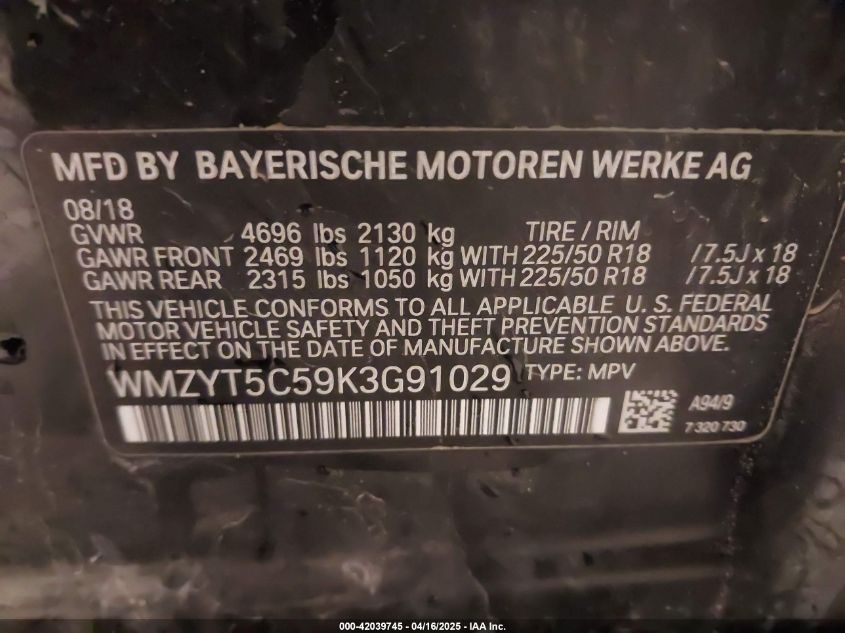 MFD BY BAYERISCHE MOTOREN WERKE AG
08/18
GVWR 4696 lbs 2130 kg TIRE / RIM
GAWR FRONT 2469 lbs 1120 kg WITH 225/50 R18 /7.5J x 18
GAWR REAR 2315 lbs 1050 kg WITH 225/50 R18 /7.5J x 18
THIS VEHICLE CONFORMS TO ALL APPLICABLE U. S. FEDERAL
MOTOR VEHICLE SAFETY AND THEFT PREVENTION STANDARDS
IN EFFECT ON THE DATE OF MANUFACTURE SHOWN ABOVE.
WMZYT5C59K3G91029 TYPE: MPV
A94/9
7 320 730
000-42039745 - 04/16/2025 - IAA Inc.